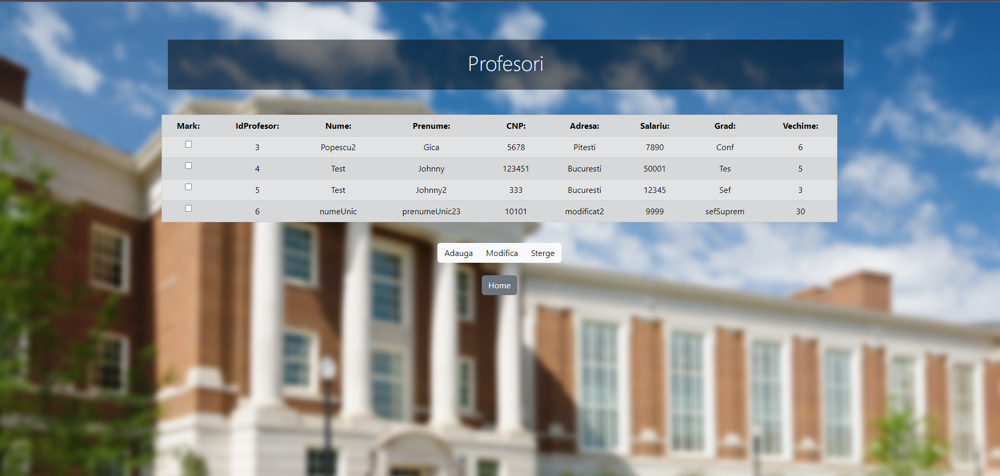 Profesori
Mark: IdProfesor: Nume: Prenume: CNP: Adresa: Salariu: Grad: Vechime:
3 Popescu2 Gica 5678 Pitesti 7890 Conf 6
4 Test Johnny 123451 Bucuresti 50001 Tes 5
5 Test Johnny2 333 Bucuresti 12345 Sef 3
6 numeUnic prenumeUnic23 10101 modificat2 9999 sefSuprem 30
Adauga Modifica Sterge
Home